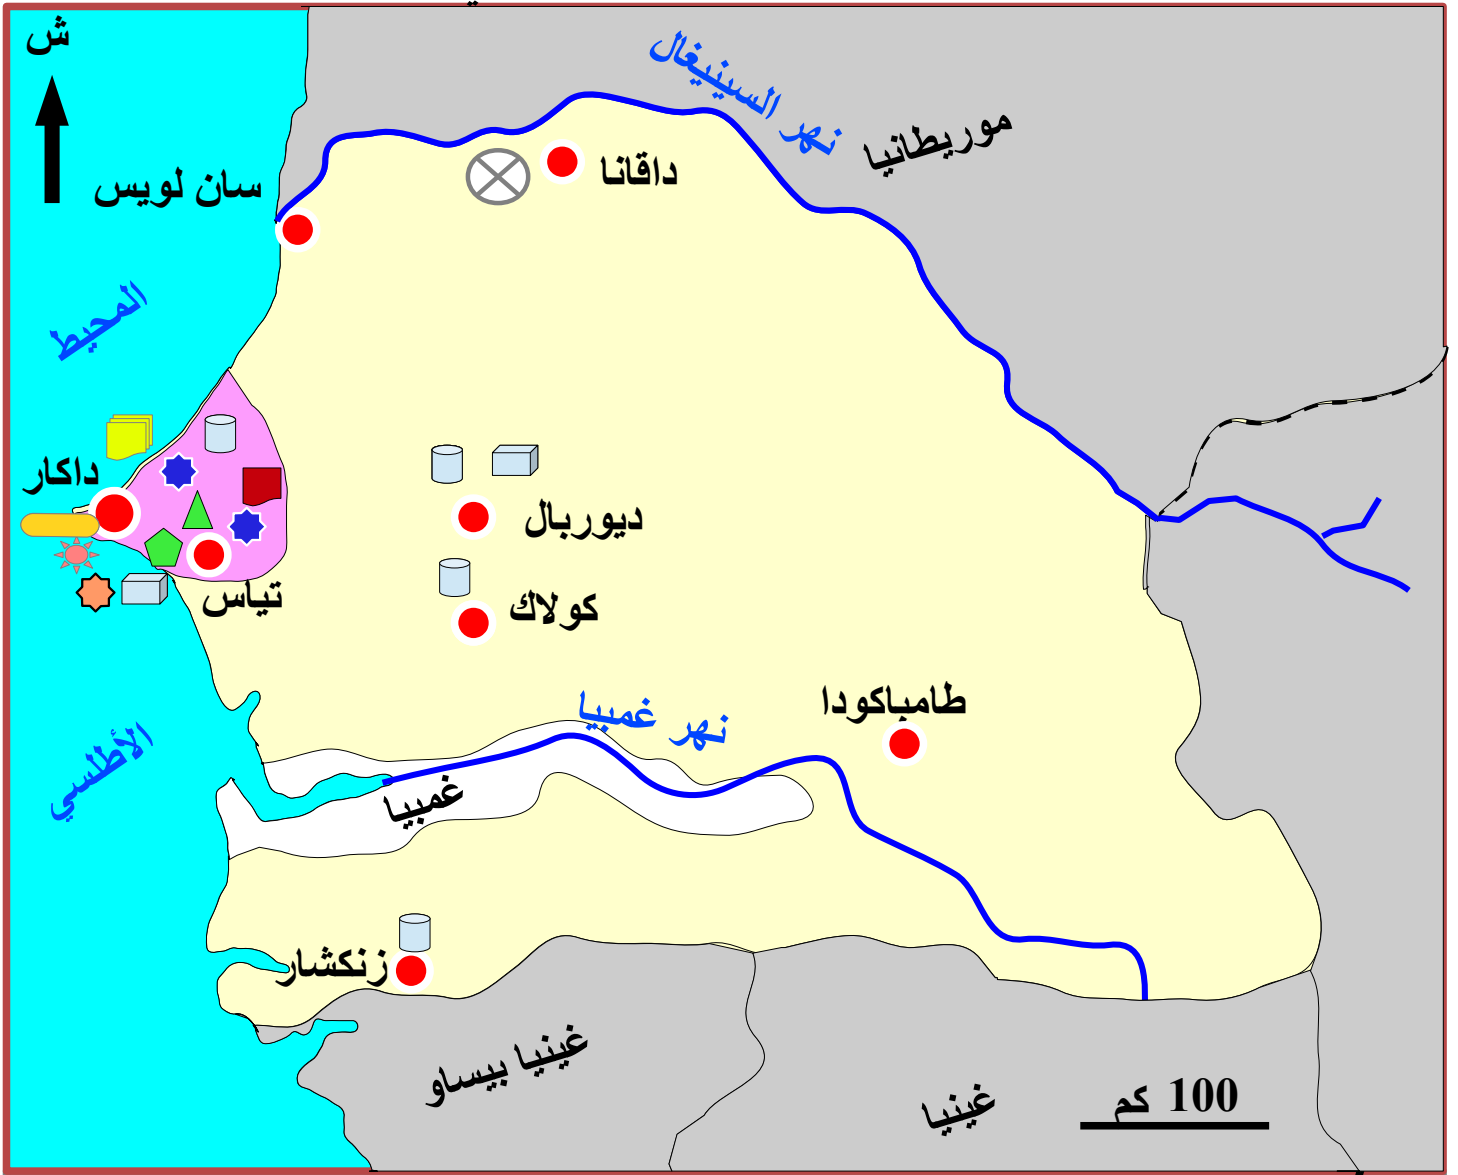 ش
نهر السينيغال
موريطانيا
داقانا
سان لويس
المحيط
داكار
ديوربال
تياس
كولاك
طامباكودا
نهر غمبيا
الأطلسي
غمبيا
زنكشار
غينيا بيساو
غينيا
100 كم